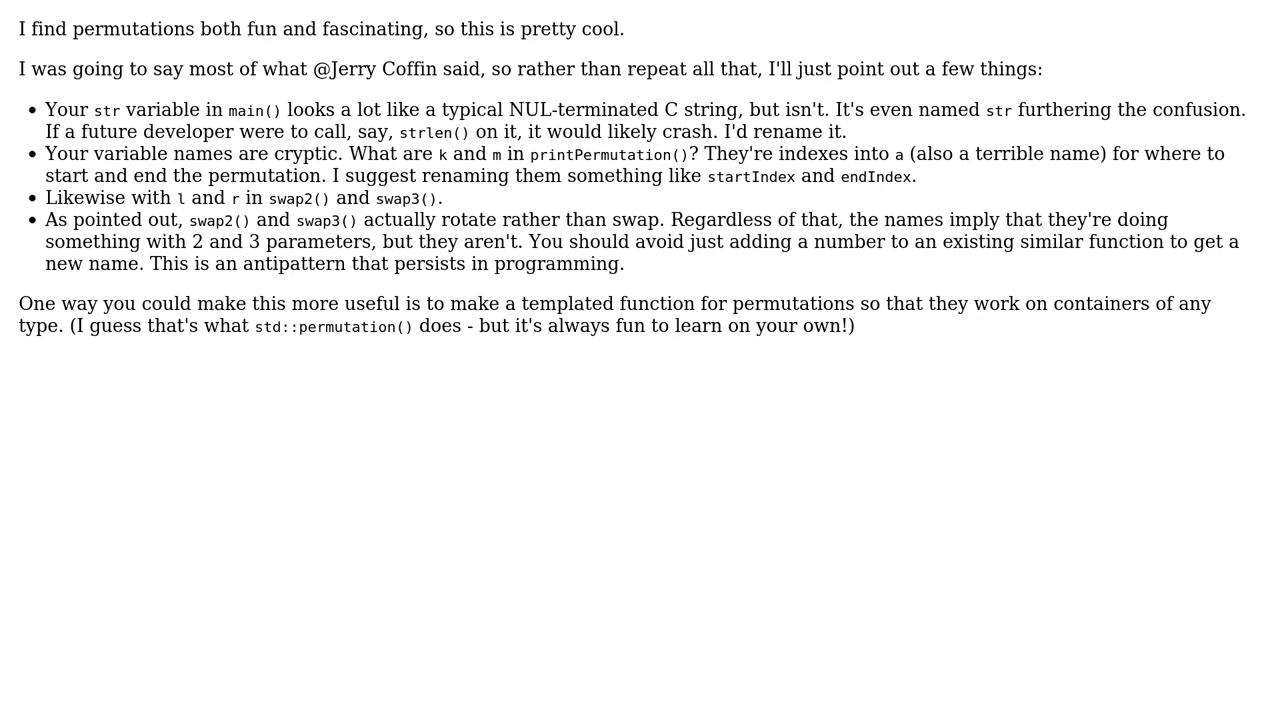 I find permutations both fun and fascinating, so this is pretty cool.
I was going to say most of what @Jerry Coffin said, so rather than repeat all that, I'll just point out a few things:
• Your str variable in main() looks a lot like a typical NUL-terminated C string, but isn't. It's even named str furthering the confusion.
If a future developer were to call, say, strlen() on it, it would likely crash. I'd rename it.
• Your variable names are cryptic. What are k and m in printPermutation()? They're indexes into a (also a terrible name) for where to
start and end the permutation. I suggest renaming them something like startIndex and endIndex.
• Likewise with l and r in swap2() and swap3().
• As pointed out, swap2() and swap3() actually rotate rather than swap. Regardless of that, the names imply that they're doing
something with 2 and 3 parameters, but they aren't. You should avoid just adding a number to an existing similar function to get a
new name. This is an antipattern that persists in programming.
One way you could make this more useful is to make a templated function for permutations so that they work on containers of any
type. (I guess that's what std::permutation() does - but it's always fun to learn on your own!)